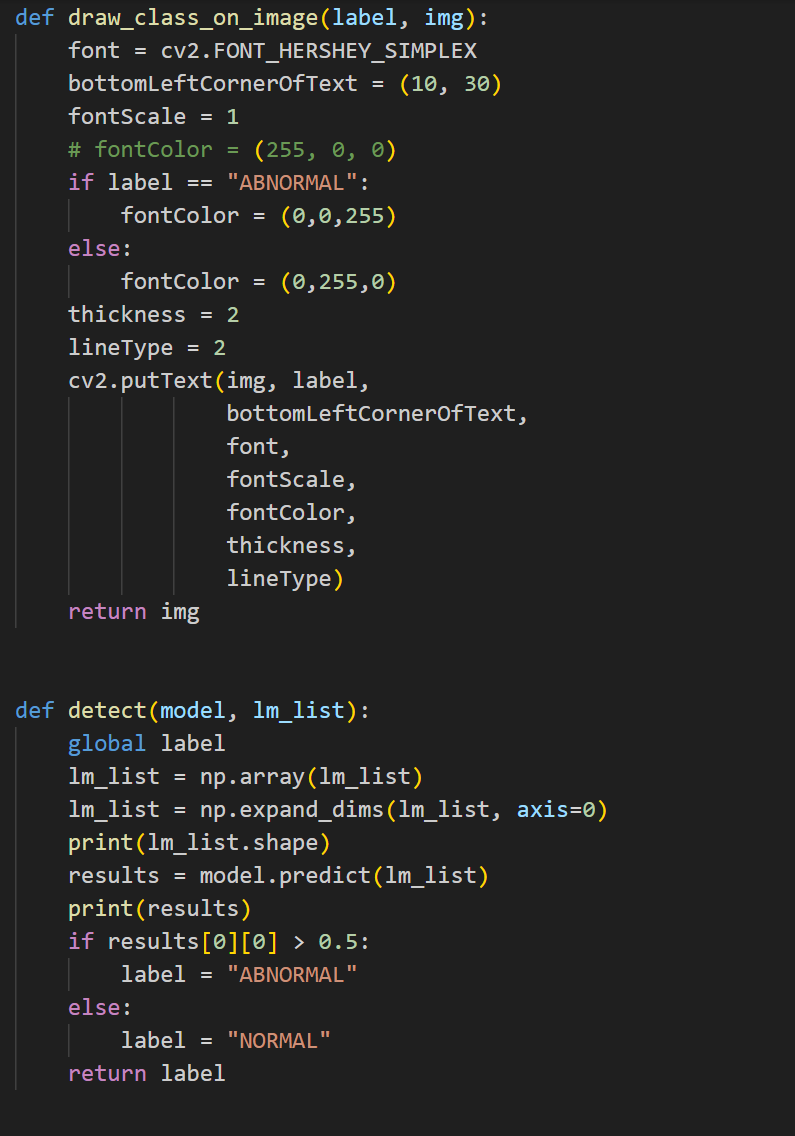 def draw_class_on_image(label, img):
    font = cv2.FONT_HERSHEY_SIMPLEX
    bottomLeftCornerOfText = (10, 30)
    fontScale = 1
    # fontColor = (255, 0, 0)
    if label == "ABNORMAL":
        fontColor = (0,0,255)
    else:
        fontColor = (0,255,0)
    thickness = 2
    lineType = 2
    cv2.putText(img, label,
                bottomLeftCornerOfText,
                font,
                fontScale,
                fontColor,
                thickness,
                lineType)
    return img


def detect(model, lm_list):
    global label
    lm_list = np.array(lm_list)
    lm_list = np.expand_dims(lm_list, axis=0)
    print(lm_list.shape)
    results = model.predict(lm_list)
    print(results)
    if results[0][0] > 0.5:
        label = "ABNORMAL"
    else:
        label = "NORMAL"
    return label